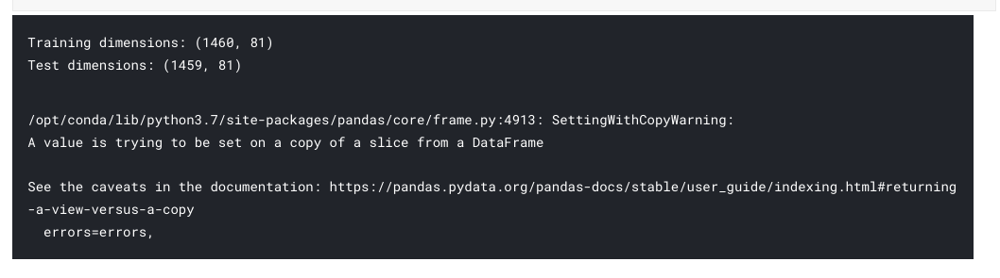 Training dimensions: (1460, 81)
Test dimensions: (1459, 81)
/opt/conda/lib/python3.7/site-packages/pandas/core/frame.py:4913: SettingWithCopyWarning:
A value is trying to be set on a copy of a slice from a DataFrame
See the caveats in the documentation: https://pandas.pydata.org/pandas-docs/stable/user_guide/indexing.html#returning
-a-view-versus-a-copy
  errors=errors,